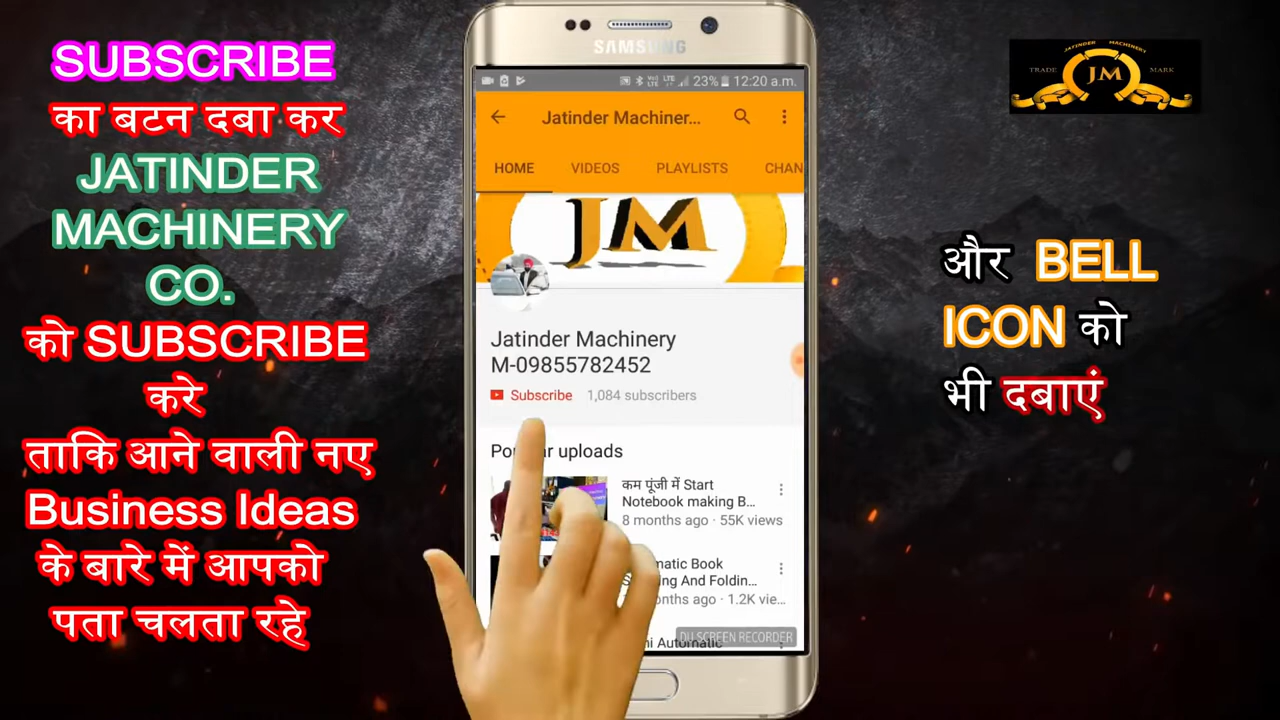 SUBSCRIBE
का बटन दबा कर
JATINDER
MACHINERY
CO.
को SUBSCRIBE
करे
ताकि आने वाली नए
Business Ideas
के बारे में आपको
पता चलता रहे
SAMSUNG
23% 12:20 a.m.
Jatinder Machiner...
HOME VIDEOS PLAYLISTS CHAN
JM
Jatinder Machinery
M-09855782452
Subscribe 1,084 subscribers
uploads
कम पूंजी में Start
Notebook making B...
8 months ago · 55K views
Book
And Foldin...
ago · 1.2K vie...
Automatic
DU SCREEN RECORDER
JATINDER MACHINERY
TRADE JM MARK
और BELL
ICON को
भी दबाएं